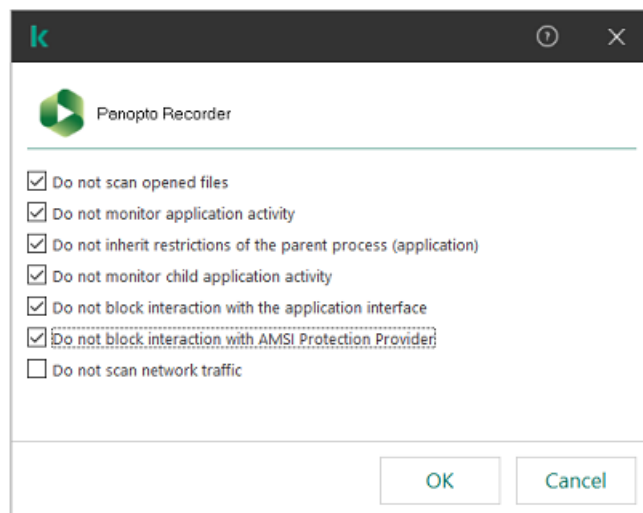 k
Panopto Recorder
Do not scan opened files
Do not monitor application activity
Do not inherit restrictions of the parent process (application)
Do not monitor child application activity
Do not block interaction with the application interface
Do not block interaction with AMSI Protection Provider
Do not scan network traffic
OK Cancel